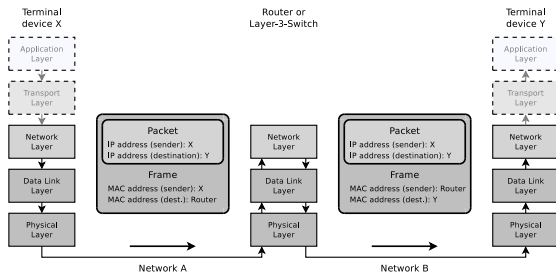 Terminal
device X
Router or
Layer-3-Switch
Terminal
device Y
Application
Layer
Transport
Layer
Network
Layer
Data Link
Layer
Physical
Layer
Packet
IP address (sender): X
IP address (destination): Y
Frame
MAC address (sender): X
MAC address (dest.): Router
Network
Layer
Data Link
Layer
Physical
Layer
Packet
IP address (sender): X
IP address (destination): Y
Frame
MAC address (sender): Router
MAC address (dest.): Y
Application
Layer
Transport
Layer
Network
Layer
Data Link
Layer
Physical
Layer
Network A
Network B